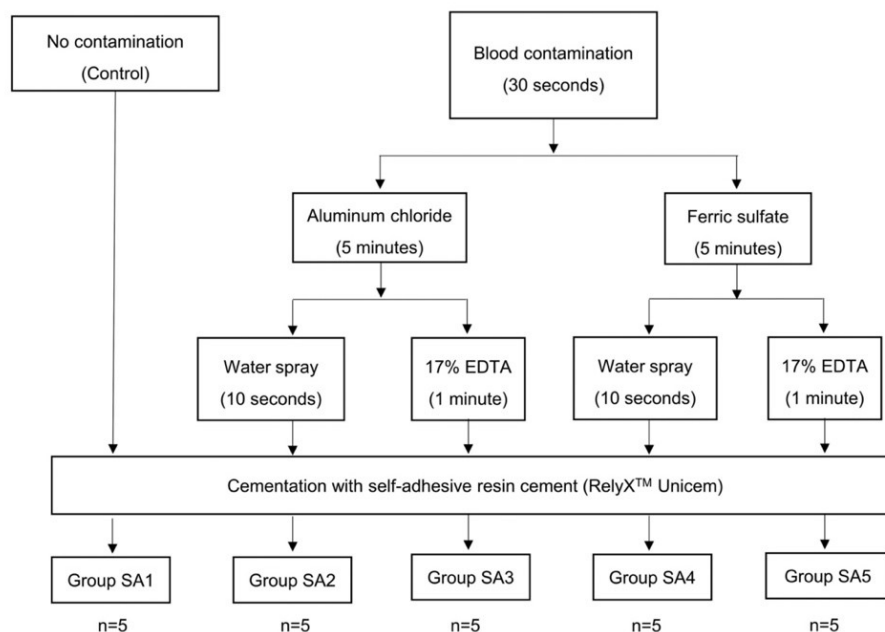 No contamination
(Control)
Blood contamination
(30 seconds)
Aluminum chloride
(5 minutes)
Ferric sulfate
(5 minutes)
Water spray
(10 seconds)
17% EDTA
(1 minute)
Water spray
(10 seconds)
17% EDTA
(1 minute)
Cementation with self-adhesive resin cement (RelyX™ Unicem)
Group SA1
Group SA2
Group SA3
Group SA4
Group SA5
n=5
n=5
n=5
n=5
n=5